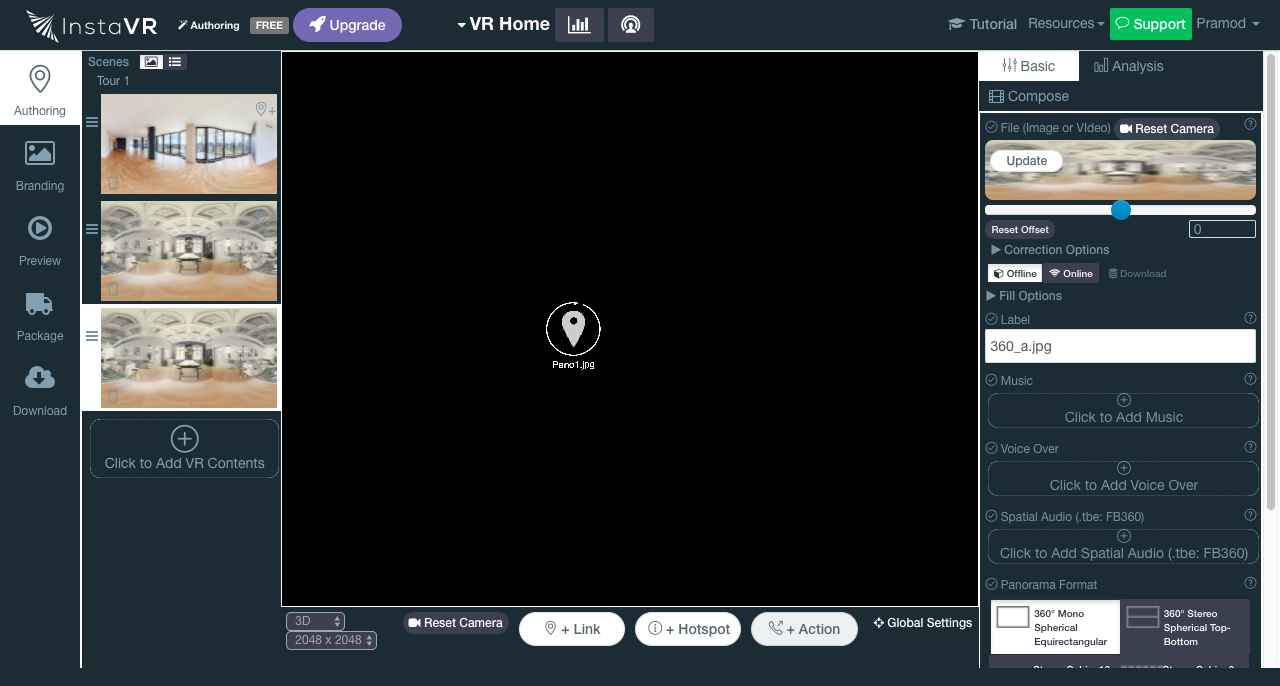 InstaVR
Authoring
FREE
Upgrade
VR Home
Tutorial
Resources
Support
Pramod
Authoring
Branding
Preview
Package
Download
Scenes
Tour 1
Click to Add VR Contents
Pano1.jpg
3D
2048 x 2048
Reset Camera
+ Link
+ Hotspot
+ Action
Global Settings
Basic
Analysis
Compose
File (Image or VIdeo)
Reset Camera
Update
Reset Offset
0
Correction Options
Offline
Online
Download
Fill Options
Label
360_a.jpg
Music
Click to Add Music
Voice Over
Click to Add Voice Over
Spatial Audio (.tbe: FB360)
Click to Add Spatial Audio (.tbe: FB360)
Panorama Format
360° Mono
Spherical
Equirectangular
360° Stereo
Spherical Top-
Bottom